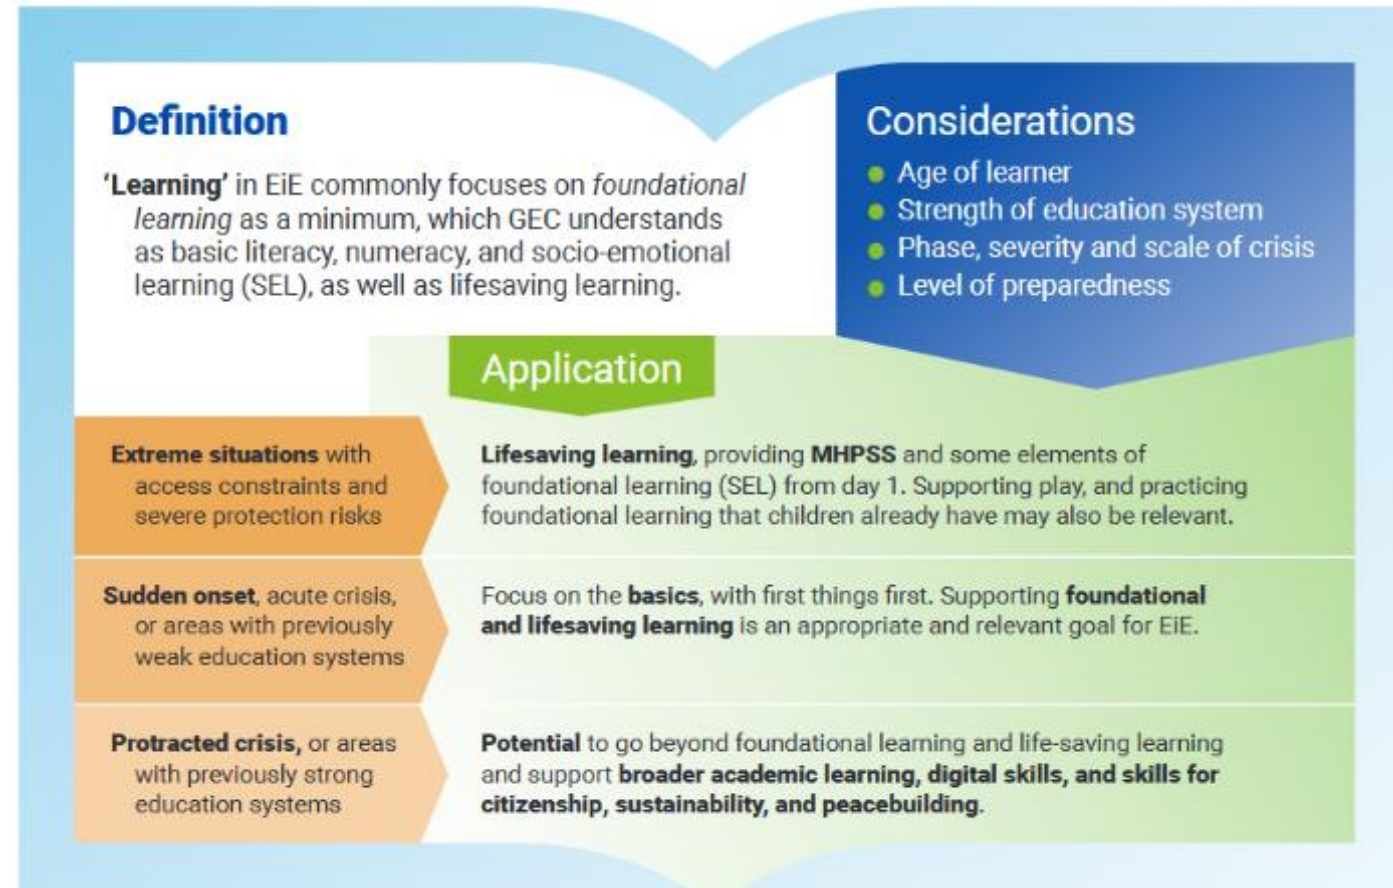 Definition
‘Learning’ in EiE commonly focuses on foundational
learning as a minimum, which GEC understands
as basic literacy, numeracy, and socio-emotional
learning (SEL), as well as lifesaving learning.
Considerations
Age of learner
Strength of education system
Phase, severity and scale of crisis
Level of preparedness
Application
Extreme situations with
access constraints and
severe protection risks
Lifesaving learning, providing MHPSS and some elements of
foundational learning (SEL) from day 1. Supporting play, and practicing
foundational learning that children already have may also be relevant.
Sudden onset, acute crisis,
or areas with previously
weak education systems
Focus on the basics, with first things first. Supporting foundational
and lifesaving learning is an appropriate and relevant goal for EiE.
Protracted crisis, or areas
with previously strong
education systems
Potential to go beyond foundational learning and life-saving learning
and support broader academic learning, digital skills, and skills for
citizenship, sustainability, and peacebuilding.